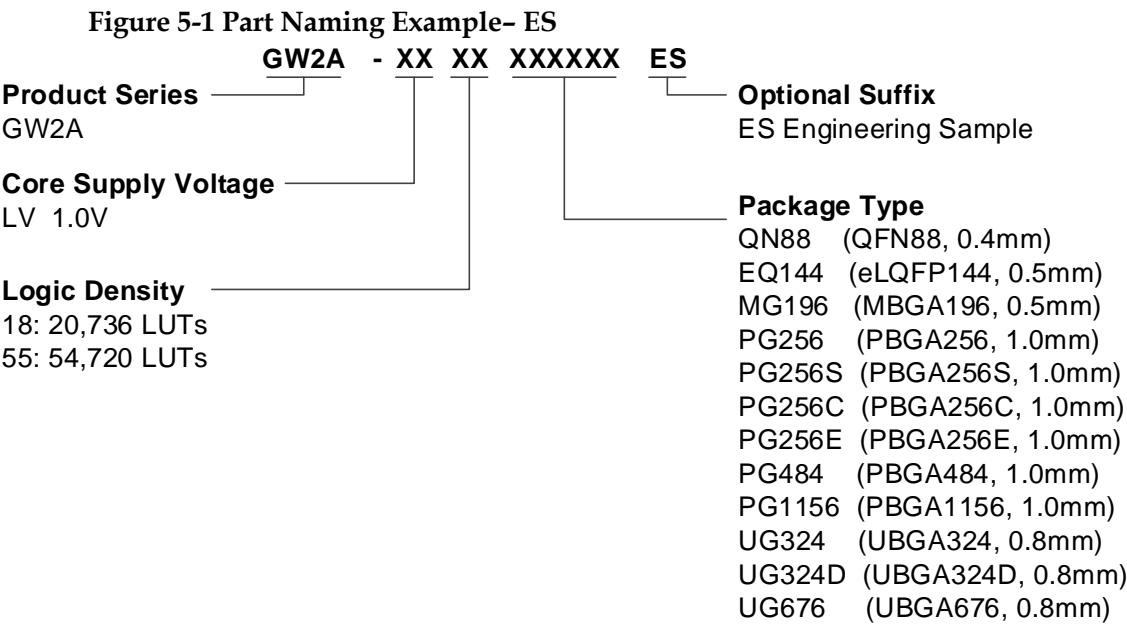 Figure 5-1 Part Naming Example– ES
GW2A - XX XX XXXXXX ES
Product Series
GW2A
Core Supply Voltage
LV 1.0V
Logic Density
18: 20,736 LUTs
55: 54,720 LUTs
Optional Suffix
ES Engineering Sample
Package Type
QN88 (QFN88, 0.4mm)
EQ144 (eLQFP144, 0.5mm)
MG196 (MBGA196, 0.5mm)
PG256 (PBGA256, 1.0mm)
PG256S (PBGA256S, 1.0mm)
PG256C (PBGA256C, 1.0mm)
PG256E (PBGA256E, 1.0mm)
PG484 (PBGA484, 1.0mm)
PG1156 (PBGA1156, 1.0mm)
UG324 (UBGA324, 0.8mm)
UG324D (UBGA324D, 0.8mm)
UG676 (UBGA676, 0.8mm)